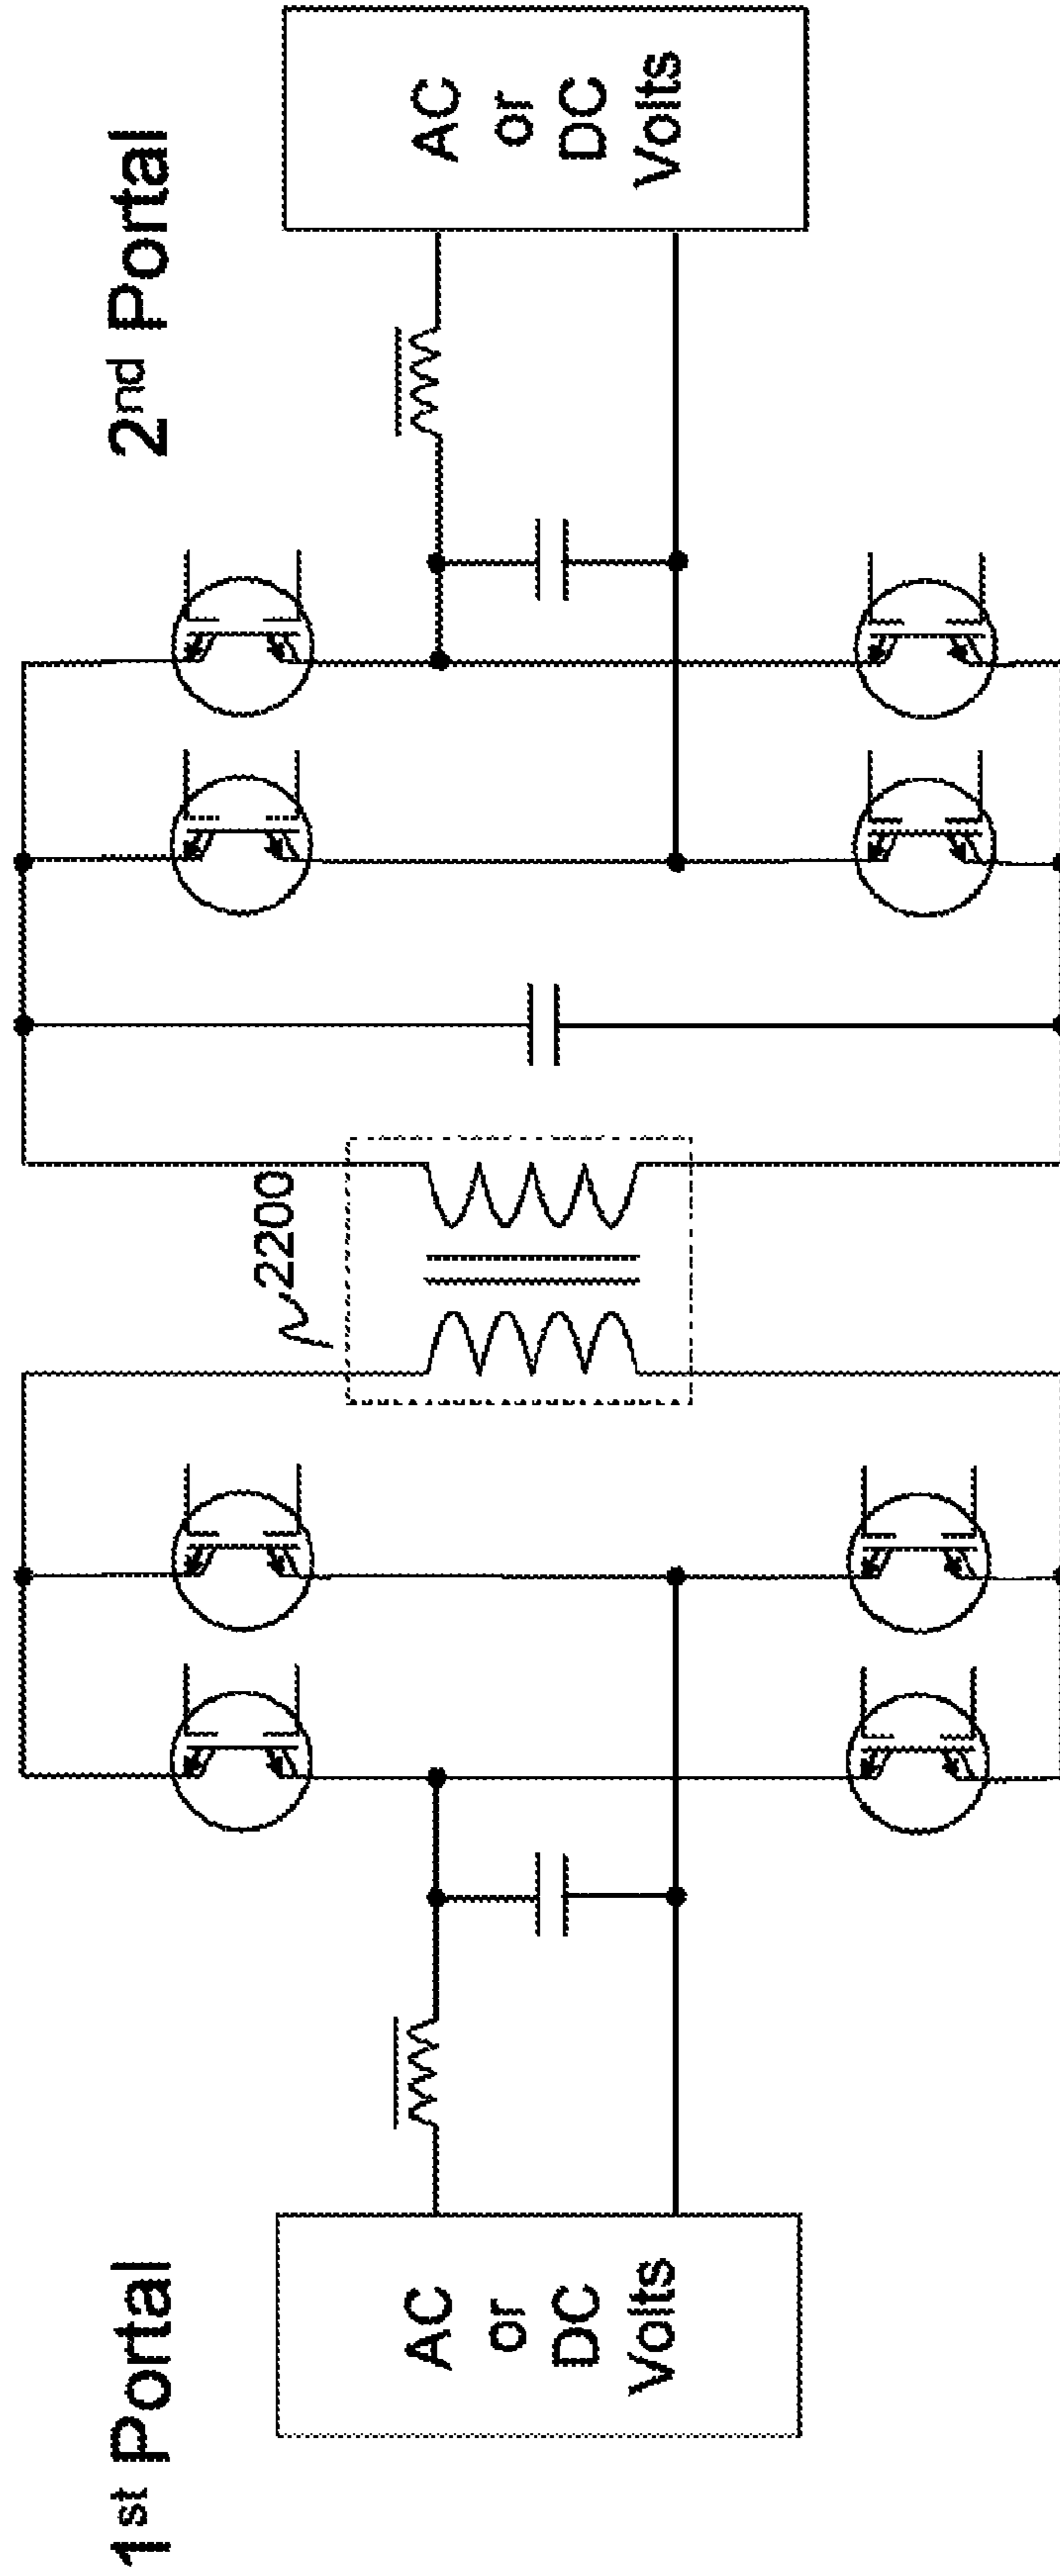 1st Portal
AC
or
DC
Volts
2200
2nd Portal
AC
or
DC
Volts